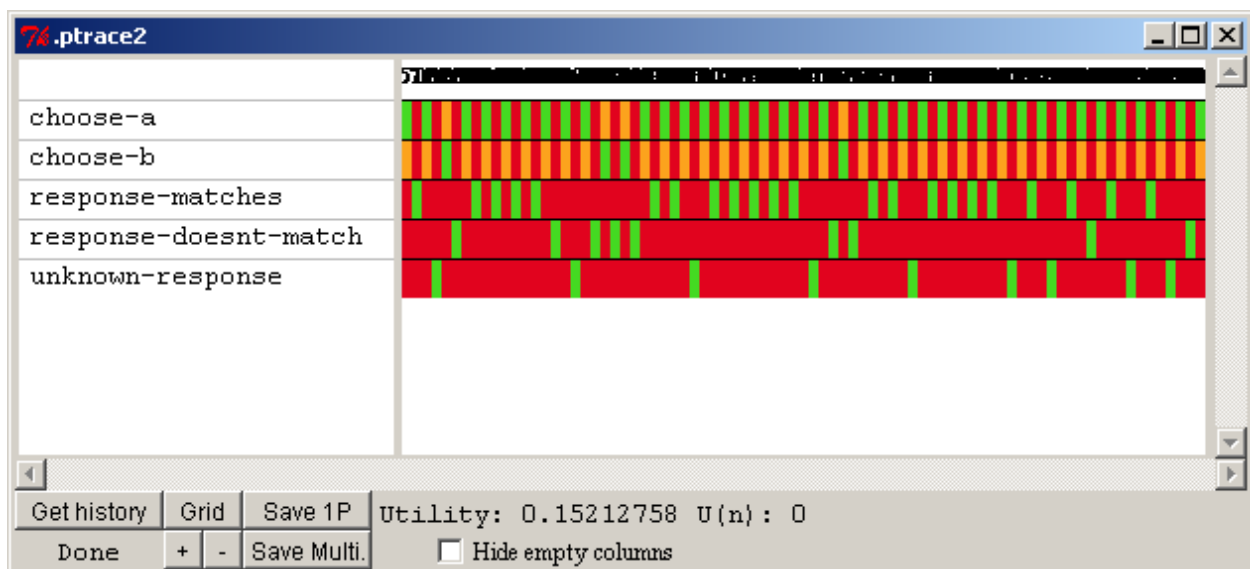 .ptrace2
choose-a
choose-b
response-matches
response-doesnt-match
unknown-response
Get history Grid Save 1P Utility: 0.15212758 U(n): 0
Done + - Save Multi. Hide empty columns